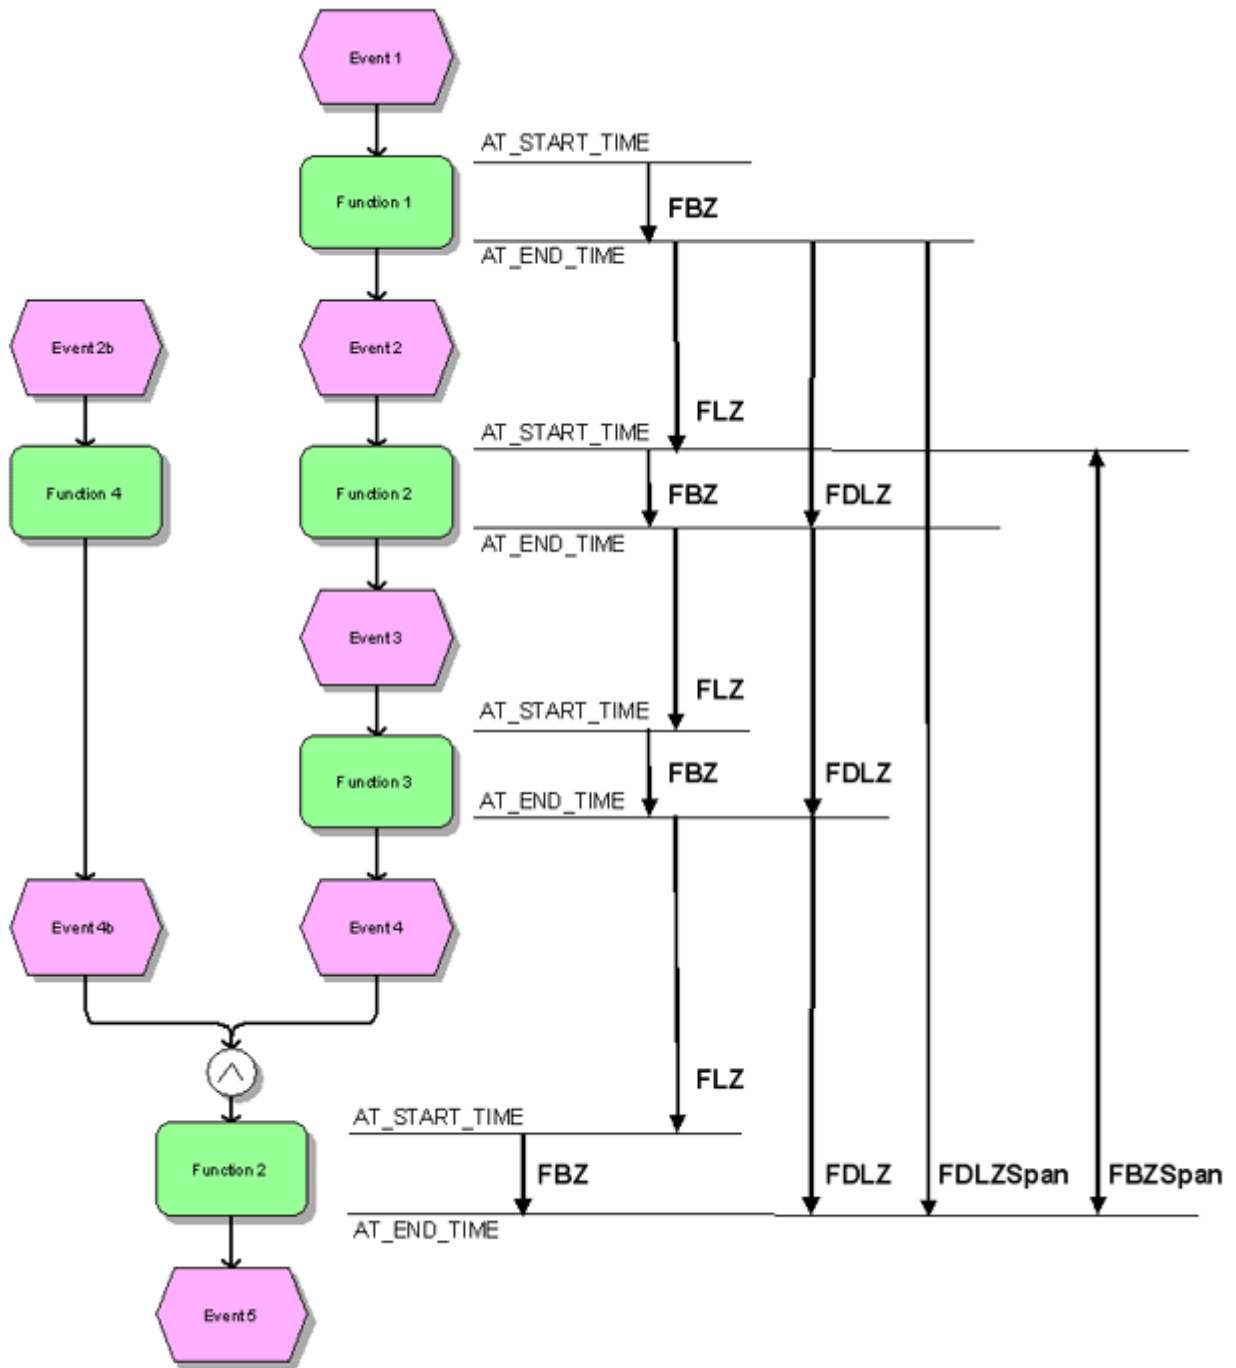 Event 1
AT_START_TIME
Function 1
FBZ
AT_END_TIME
Event 2b
Event 2
FLZ
AT_START_TIME
Function 4
Function 2
FBZ
FDLZ
AT_END_TIME
Event 3
FLZ
AT_START_TIME
Function 3
FBZ
FDLZ
AT_END_TIME
Event 4b
Event 4
FLZ
AT_START_TIME
Function 2
FBZ
FDLZ
FDLZSpan
FBZSpan
AT_END_TIME
Event 5